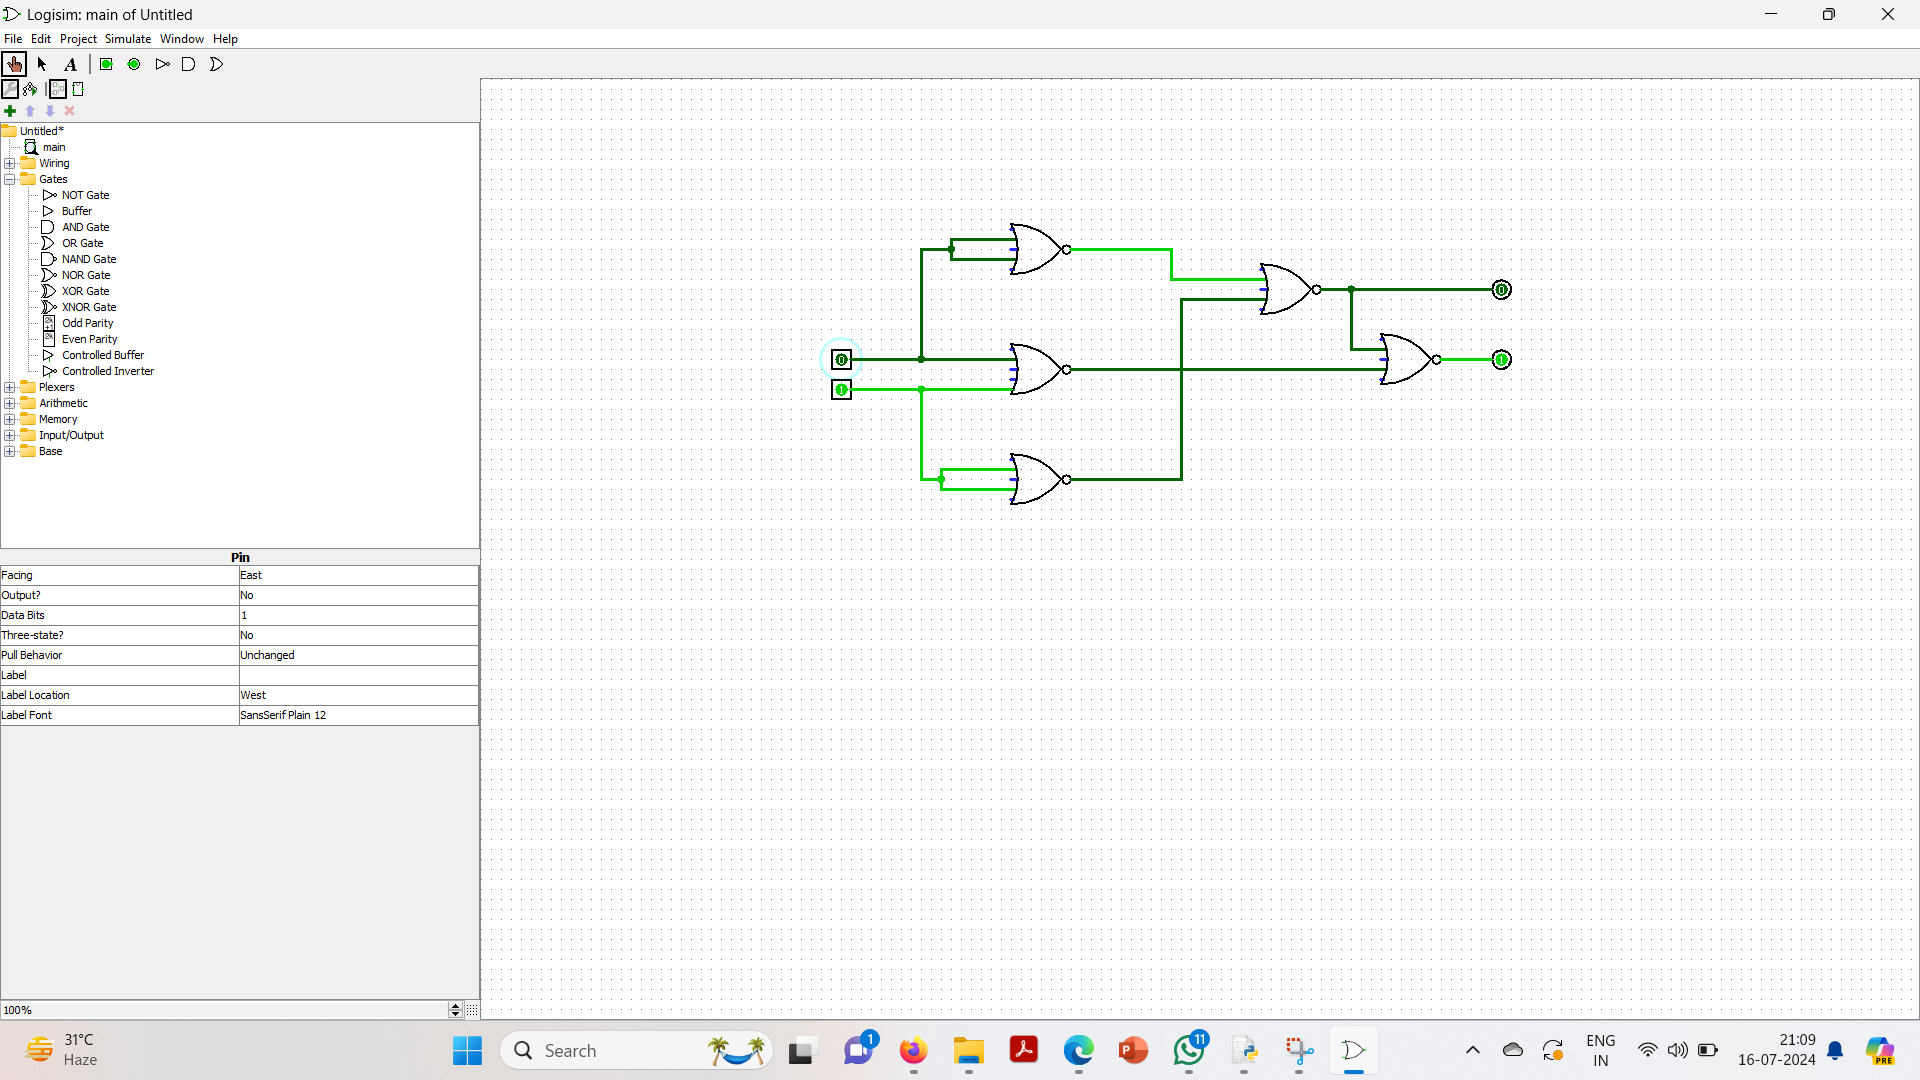 Logisim: main of Untitled
File Edit Project Simulate Window Help
A
Untitled*
main
Wiring
Gates
NOT Gate
Buffer
AND Gate
OR Gate
NAND Gate
NOR Gate
XOR Gate
XNOR Gate
Odd Parity
Even Parity
Controlled Buffer
Controlled Inverter
Plexers
Arithmetic
Memory
Input/Output
Base
0
1
0
1
Pin
Facing East
Output? No
Data Bits 1
Three-state? No
Pull Behavior Unchanged
Label
Label Location West
Label Font SansSerif Plain 12
100%
31°C
Haze
Search
1
11
ENG
IN
21:09
16-07-2024
PRE